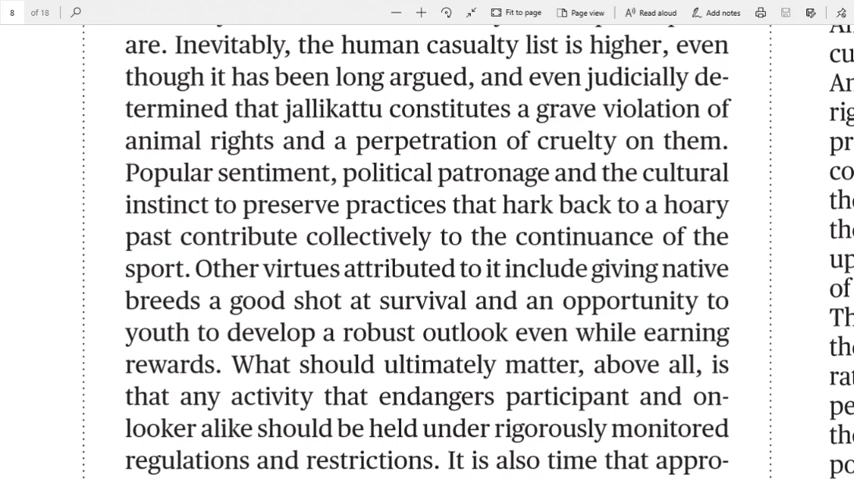 8 of 18
Fit to page
Page view
Read aloud
Add notes
are. Inevitably, the human casualty list is higher, even
though it has been long argued, and even judicially de-
termined that jallikattu constitutes a grave violation of
animal rights and a perpetration of cruelty on them.
Popular sentiment, political patronage and the cultural
instinct to preserve practices that hark back to a hoary
past contribute collectively to the continuance of the
sport. Other virtues attributed to it include giving native
breeds a good shot at survival and an opportunity to
youth to develop a robust outlook even while earning
rewards. What should ultimately matter, above all, is
that any activity that endangers participant and on-
looker alike should be held under rigorously monitored
regulations and restrictions. It is also time that appro-